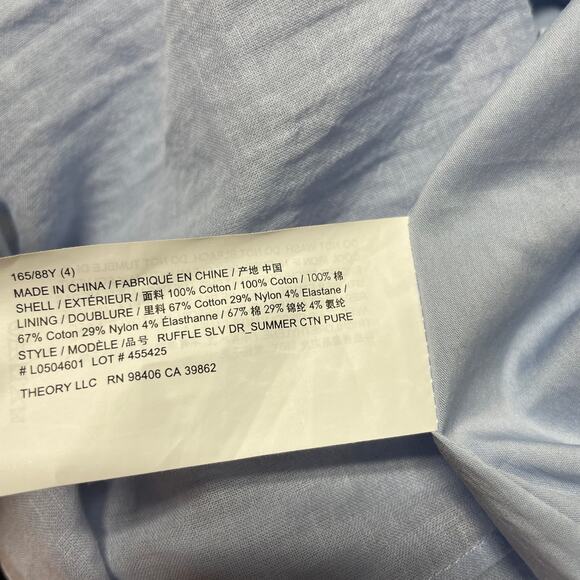 165/88Y (4)
MADE IN CHINA / FABRIQUÉ EN CHINE / 产地 中国
SHELL / EXTÉRIEUR / 面料 100% Cotton / 100% Coton / 100% 棉
LINING / DOUBLURE / 里料 67% Cotton 29% Nylon 4% Elastane /
67% Coton 29% Nylon 4% Élasthanne / 67% 棉 29% 锦纶 4% 氨纶
STYLE / MODÈLE /品号 RUFFLE SLV DR_SUMMER CTN PURE
# L0504601 LOT # 455425
THEORY LLC RN 98406 CA 39862